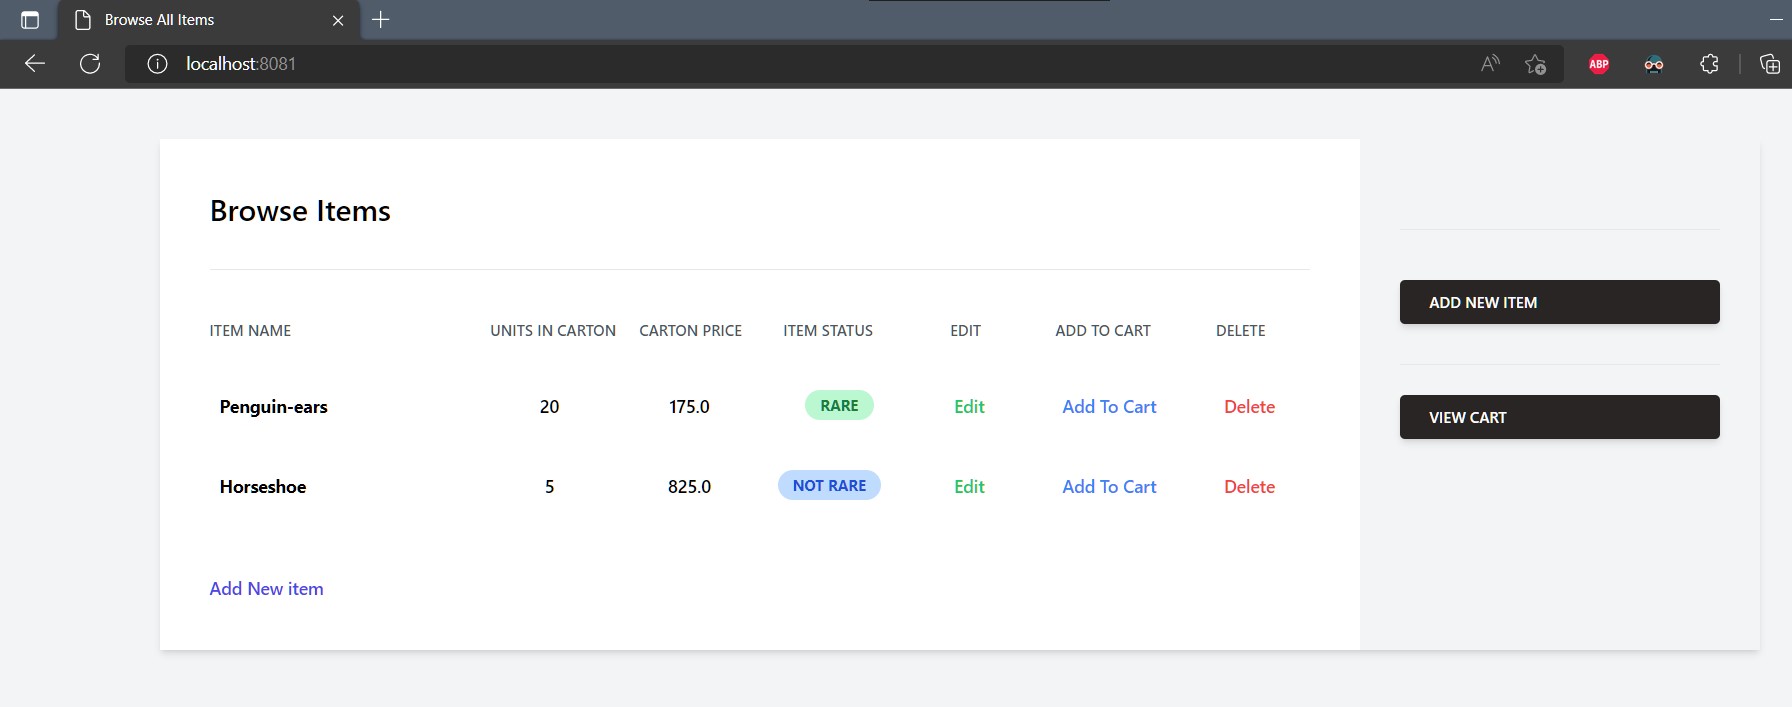 Browse All Items
localhost:8081
ABP
Browse Items
ITEM NAME UNITS IN CARTON CARTON PRICE ITEM STATUS EDIT ADD TO CART DELETE
Penguin-ears 20 175.0 RARE Edit Add To Cart Delete
Horseshoe 5 825.0 NOT RARE Edit Add To Cart Delete
Add New item
ADD NEW ITEM
VIEW CART